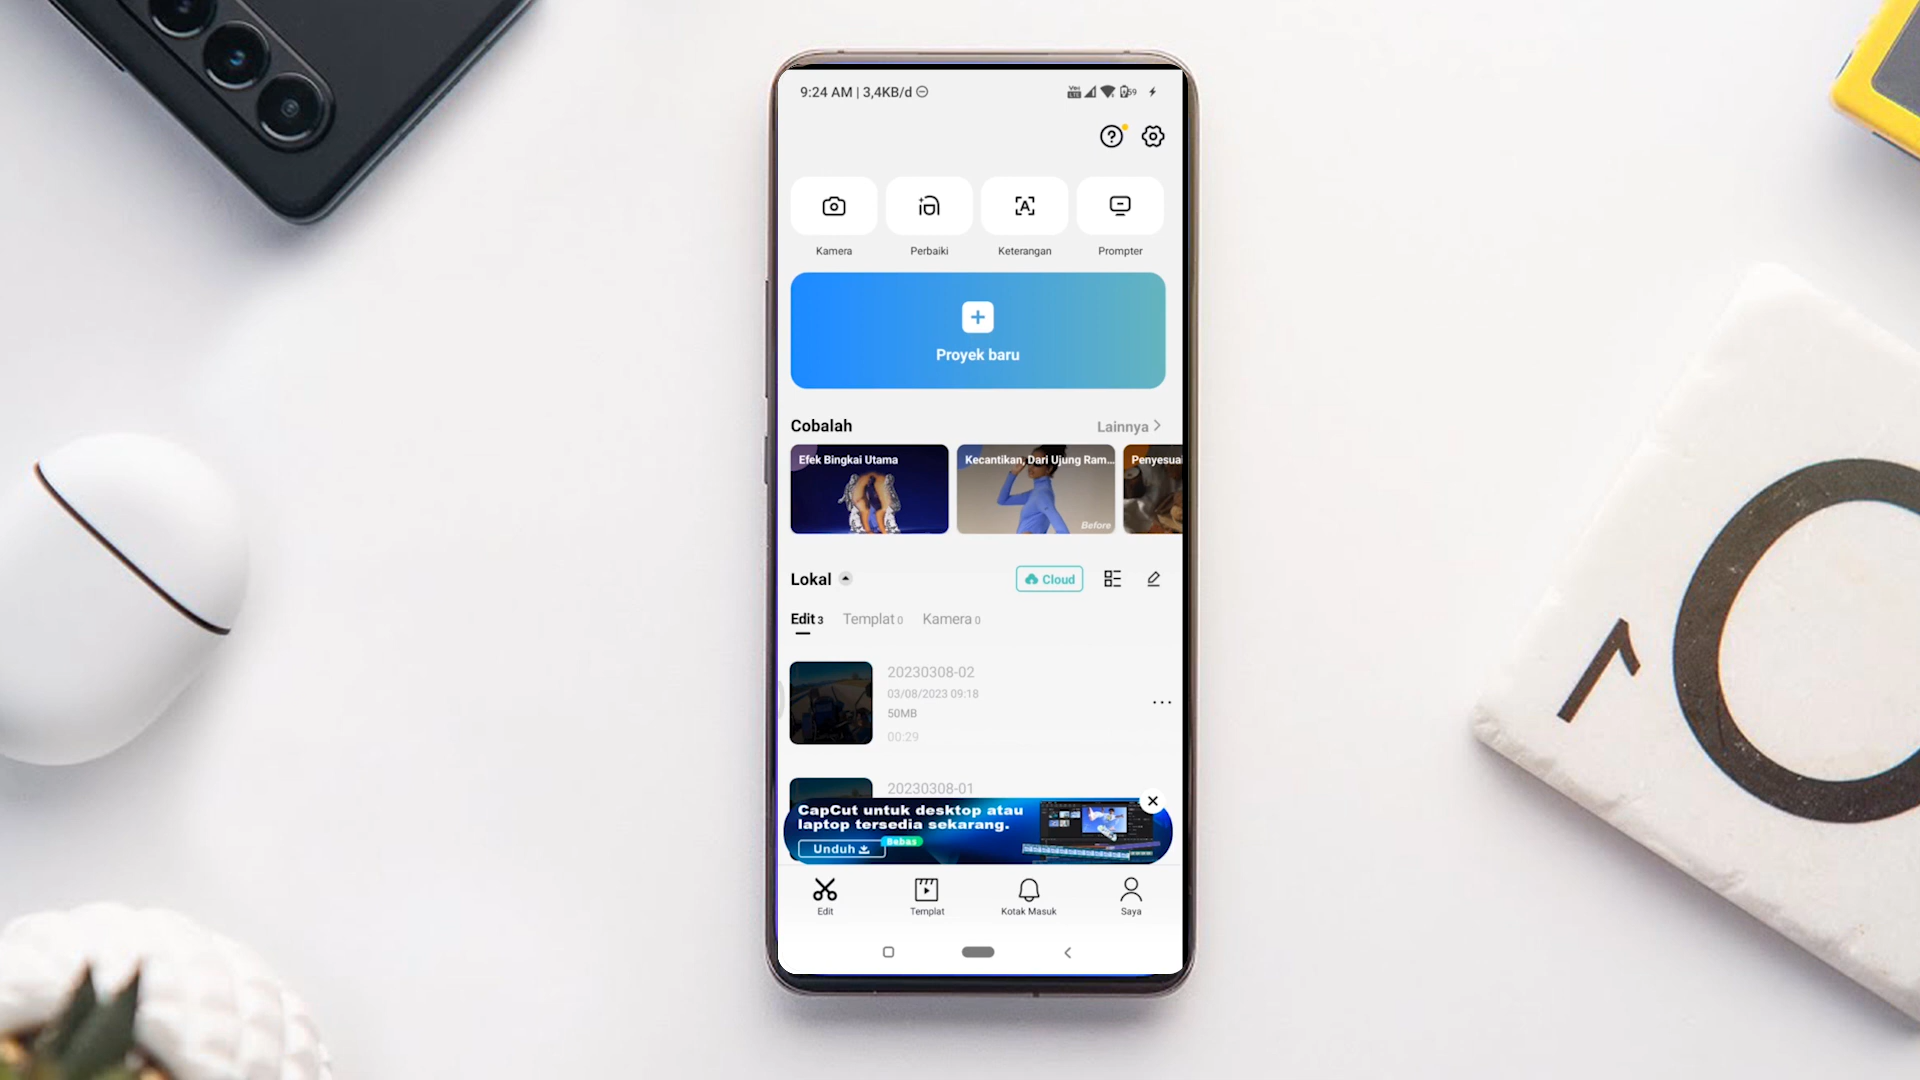 9:24 AM | 3,4KB/d
59
Kamera
Perbaiki
Keterangan
Prompter
Proyek baru
Cobalah
Lainnya
Efek Bingkai Utama
Kecantikan, Dari Ujung Ram...
Before
Penyesuai
Lokal
Cloud
Edit 3
Templat 0
Kamera 0
20230308-02
03/08/2023 09:18
50MB
00:29
20230308-01
CapCut untuk desktop atau
laptop tersedia sekarang.
Unduh
Bebas
Edit
Templat
Kotak Masuk
Saya